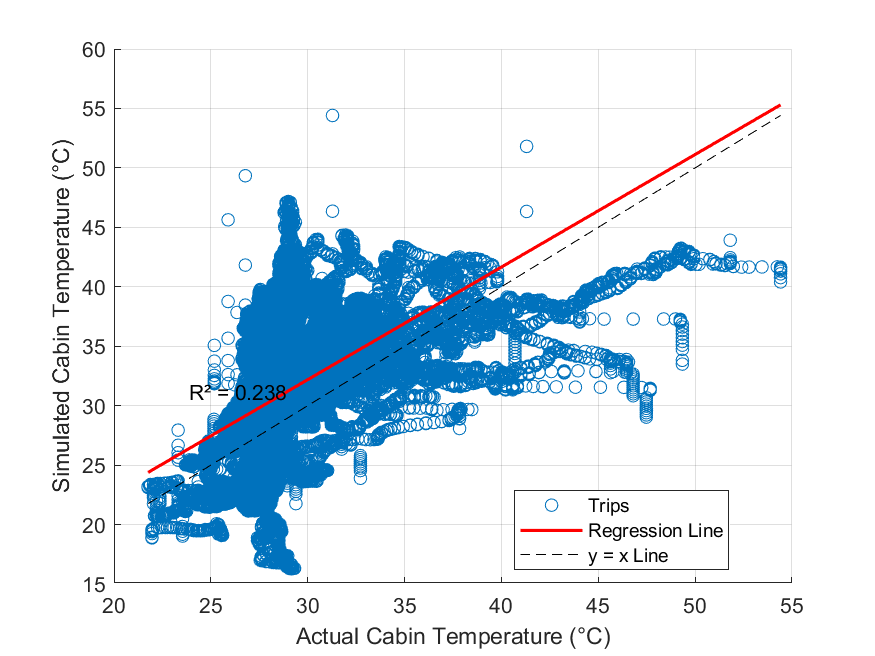 60
55
50
45
40
35
30
25
20
15
Simulated Cabin Temperature (°C)
R² = 0.238
Trips
Regression Line
y = x Line
20 25 30 35 40 45 50 55
Actual Cabin Temperature (°C)